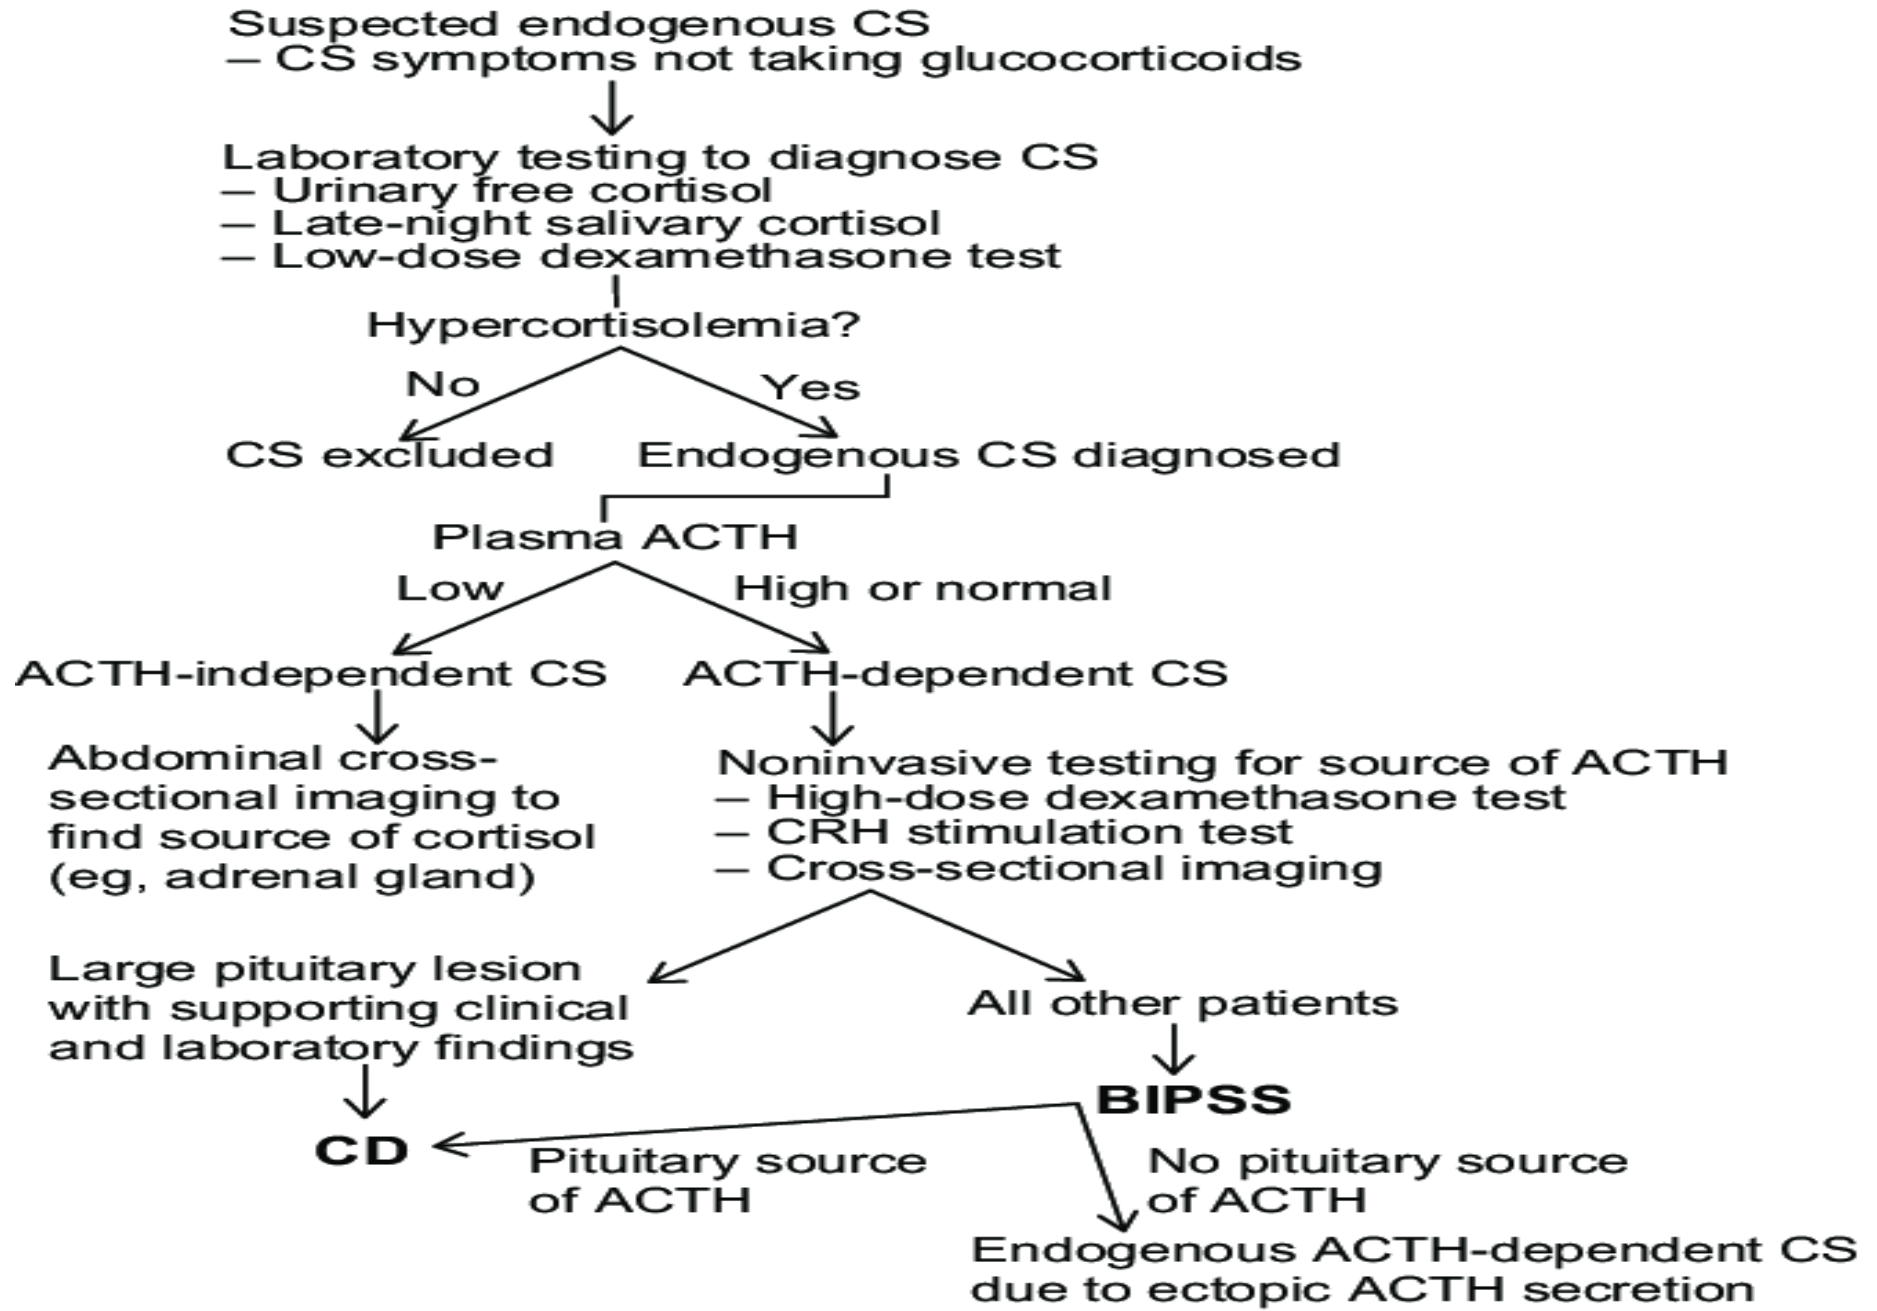 Suspected endogenous CS
– CS symptoms not taking glucocorticoids
Laboratory testing to diagnose CS
– Urinary free cortisol
– Late-night salivary cortisol
– Low-dose dexamethasone test
Hypercortisolemia?
No
Yes
CS excluded
Endogenous CS diagnosed
Plasma ACTH
Low
High or normal
ACTH-independent CS
ACTH-dependent CS
Abdominal cross-
sectional imaging to
find source of cortisol
(eg, adrenal gland)
Noninvasive testing for source of ACTH
– High-dose dexamethasone test
– CRH stimulation test
– Cross-sectional imaging
Large pituitary lesion
with supporting clinical
and laboratory findings
All other patients
BIPSS
CD
Pituitary source
of ACTH
No pituitary source
of ACTH
Endogenous ACTH-dependent CS
due to ectopic ACTH secretion